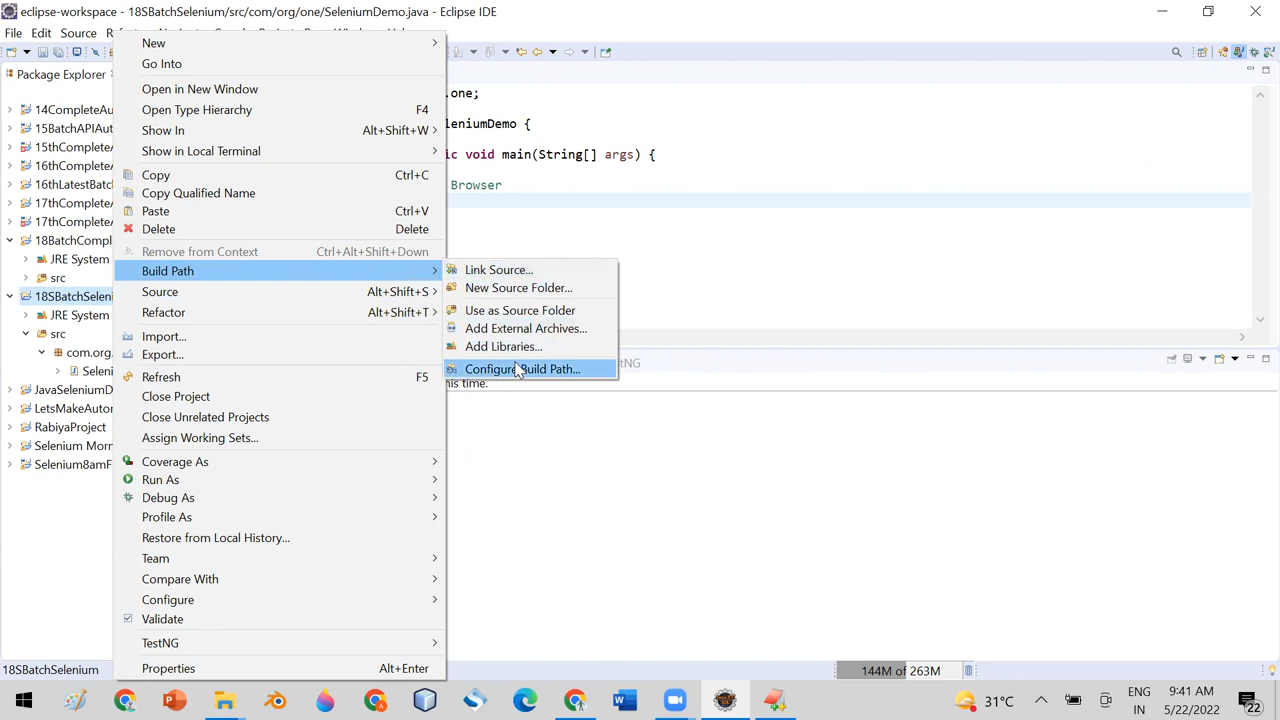 eclipse-workspace - 18SBatchSelenium/src/com/org/one/SeleniumDemo.java - Eclipse IDE
File Edit Source
Package Explorer
14CompleteAu
15BatchAPIAut
15thCompleteA
16thCompleteA
16thLatestBatc
17thCompleteA
17thCompleteA
18BatchCompl
JRE System
src
18SBatchSeleni
JRE System
src
com.org.
Seleni
JavaSeleniumD
LetsMakeAutor
RabiyaProject
Selenium Morn
Selenium8amF
New
Go Into
Open in New Window
Open Type Hierarchy F4
Show In Alt+Shift+W
Show in Local Terminal
Copy Ctrl+C
Copy Qualified Name
Paste Ctrl+V
Delete Delete
Remove from Context Ctrl+Alt+Shift+Down
Build Path
Source Alt+Shift+S
Refactor Alt+Shift+T
Import...
Export...
Refresh F5
Close Project
Close Unrelated Projects
Assign Working Sets...
Coverage As
Run As
Debug As
Profile As
Restore from Local History...
Team
Compare With
Configure
Validate
TestNG
Properties Alt+Enter
Link Source...
New Source Folder...
Use as Source Folder
Add External Archives...
Add Libraries...
Configure Build Path...
one;
leniumDemo {
ic void main(String[] args) {
Browser
tNG
his time.
18SBatchSelenium
144M of 263M
31°C
ENG
IN
9:41 AM
5/22/2022
22